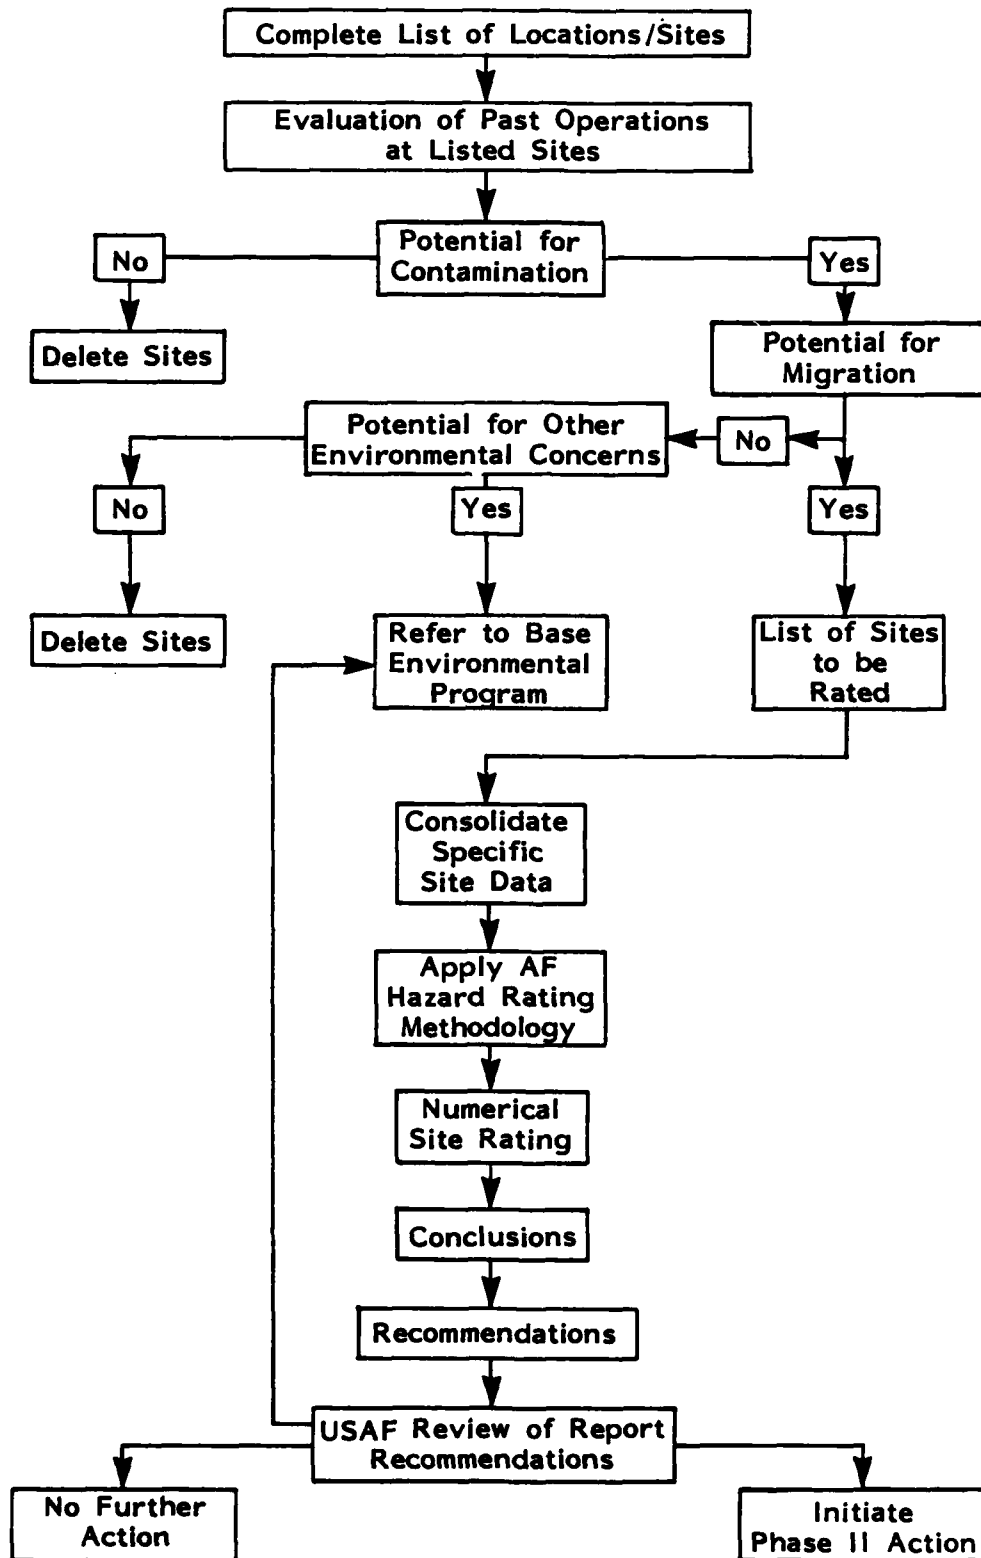 Complete List of Locations/Sites
Evaluation of Past Operations
at Listed Sites
Potential for
Contamination
No
Yes
Delete Sites
Potential for
Migration
Potential for Other
Environmental Concerns
No
No
Yes
Yes
Delete Sites
Refer to Base
Environmental
Program
List of Sites
to be
Rated
Consolidate
Specific
Site Data
Apply AF
Hazard Rating
Methodology
Numerical
Site Rating
Conclusions
Recommendations
USAF Review of Report
Recommendations
No Further
Action
Initiate
Phase II Action